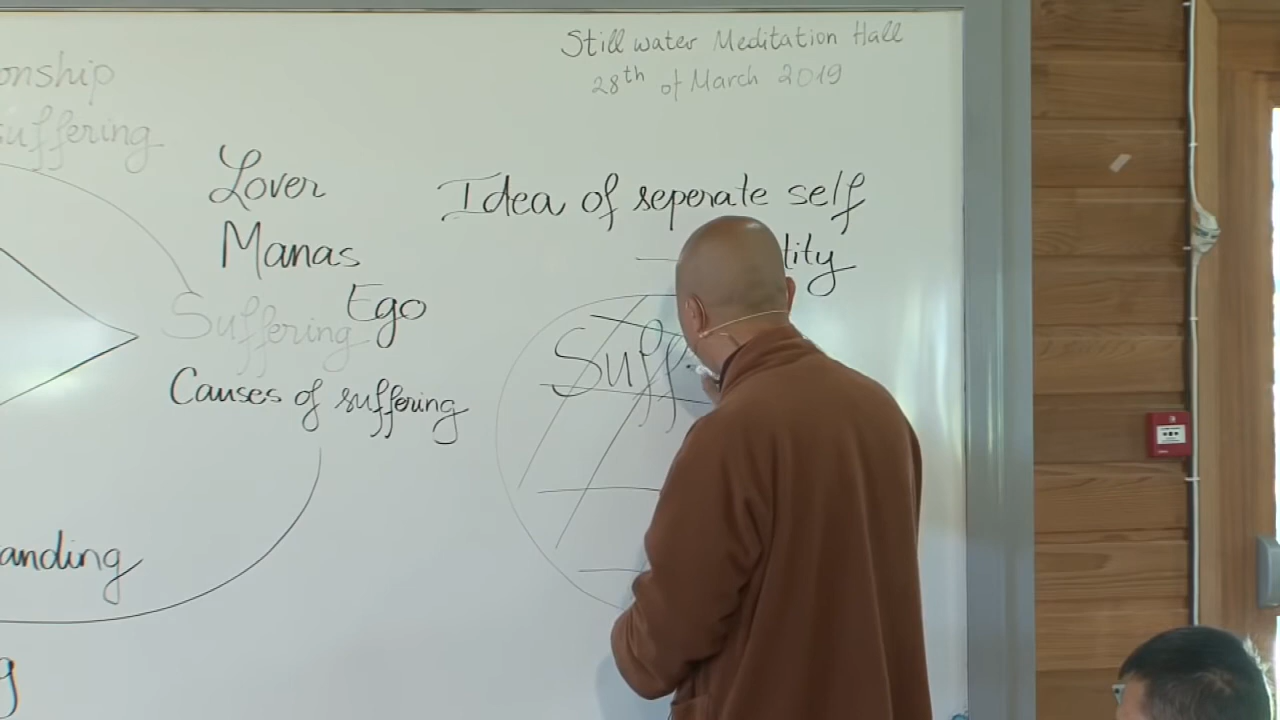 Still water Meditation Hall
28th of March 2019
onship
suffering
Lover
Manas
Ego
Suffering
Causes of suffering
Idea of seperate self
tity
Suff
anding
g